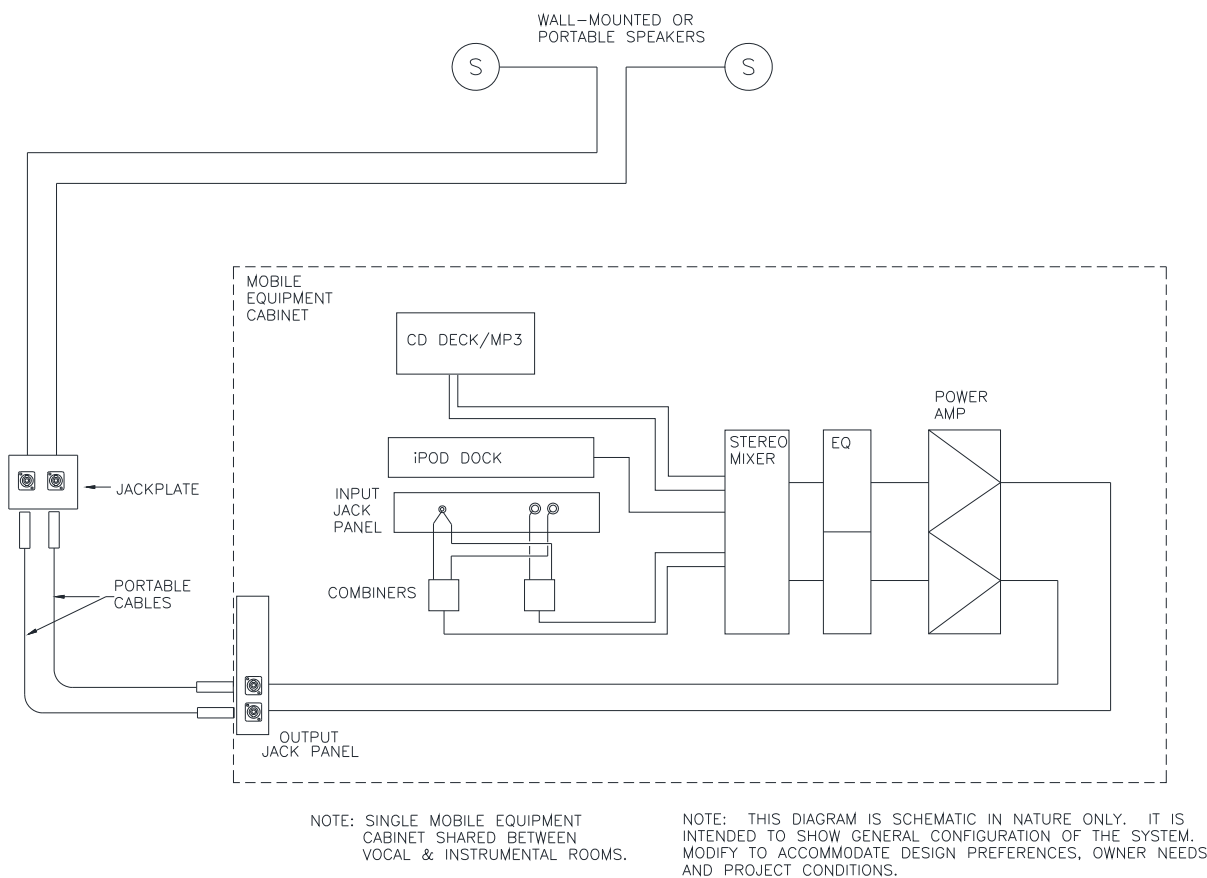 WALL-MOUNTED OR
PORTABLE SPEAKERS
S
S
MOBILE
EQUIPMENT
CABINET
CD DECK/MP3
POWER
AMP
STEREO
MIXER
EQ
iPOD DOCK
INPUT
JACK
PANEL
JACKPLATE
COMBINERS
PORTABLE
CABLES
OUTPUT
JACK PANEL
NOTE: SINGLE MOBILE EQUIPMENT
CABINET SHARED BETWEEN
VOCAL & INSTRUMENTAL ROOMS.
NOTE: THIS DIAGRAM IS SCHEMATIC IN NATURE ONLY. IT IS
INTENDED TO SHOW GENERAL CONFIGURATION OF THE SYSTEM.
MODIFY TO ACCOMMODATE DESIGN PREFERENCES, OWNER NEEDS
AND PROJECT CONDITIONS.